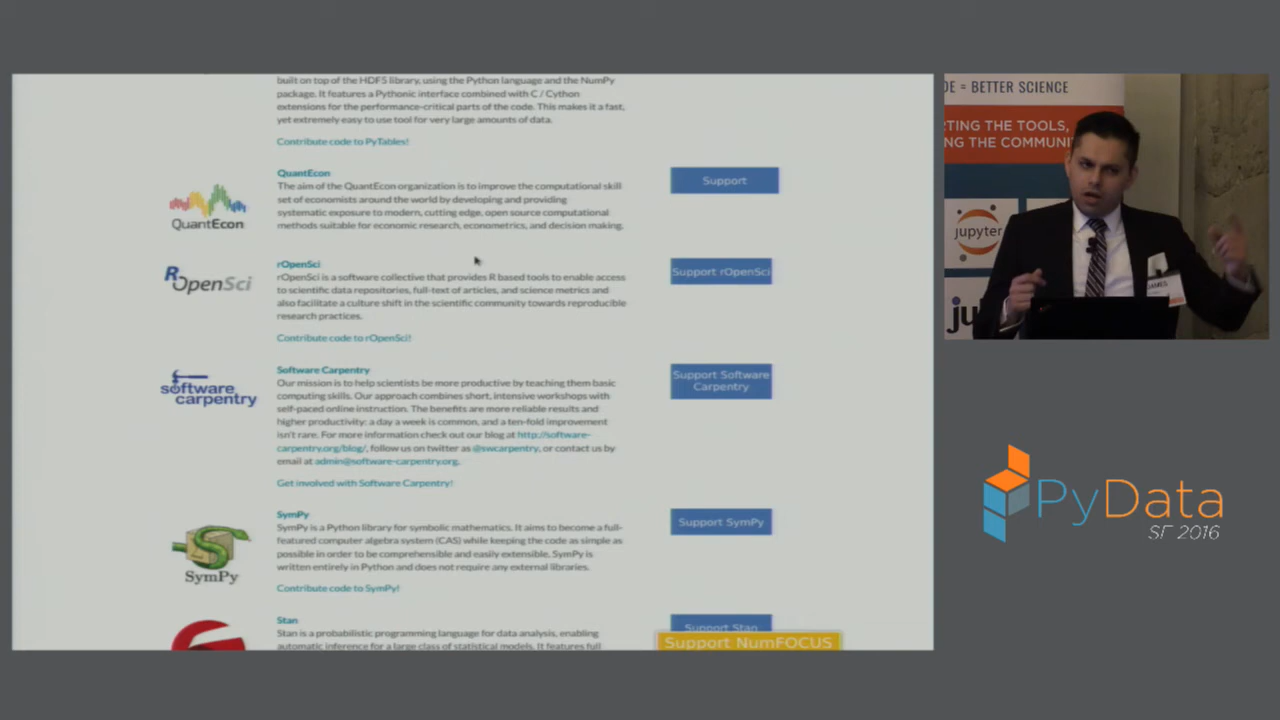 built on top of the HDF5 library, using the Python language and the NumPy
package. It features a Pythonic interface combined with C / Cython
extensions for the performance-critical parts of the code. This makes it a fast,
yet extremely easy to use tool for very large amounts of data.
Contribute code to PyTables!
QuantEcon
QuantEcon
The aim of the QuantEcon organization is to improve the computational skill
set of economists around the world by developing and providing
systematic exposure to modern, cutting edge, open source computational
methods suitable for economic research, econometrics, and decision making.
Support
ROpenSci
rOpenSci
rOpenSci is a software collective that provides R based tools to enable access
to scientific data repositories, full-text of articles, and science metrics and
also facilitate a culture shift in the scientific community towards reproducible
research practices.
Contribute code to rOpenSci!
Support rOpenSci
software
carpentry
Software Carpentry
Our mission is to help scientists be more productive by teaching them basic
computing skills. Our approach combines short, intensive workshops with
self-paced online instruction. The benefits are more reliable results and
higher productivity: a day a week is common, and a ten-fold improvement
isn't rare. For more information check out our blog at http://software-
carpentry.org/blog/, follow us on twitter as @swcarpentry, or contact us by
email at admin@software-carpentry.org.
Get involved with Software Carpentry!
Support Software
Carpentry
SymPy
SymPy
SymPy is a Python library for symbolic mathematics. It aims to become a full-
featured computer algebra system (CAS) while keeping the code as simple as
possible in order to be comprehensible and easily extensible. SymPy is
written entirely in Python and does not require any external libraries.
Contribute code to SymPy!
Support SymPy
Stan
Stan is a probabilistic programming language for data analysis, enabling
automatic inference for a large class of statistical models. It features full
Support Stan
Support NumFOCUS
DE = BETTER SCIENCE
RTING THE TOOLS,
NG THE COMMUNI
jupyter
ju
JAMES
PyData
SF 2016